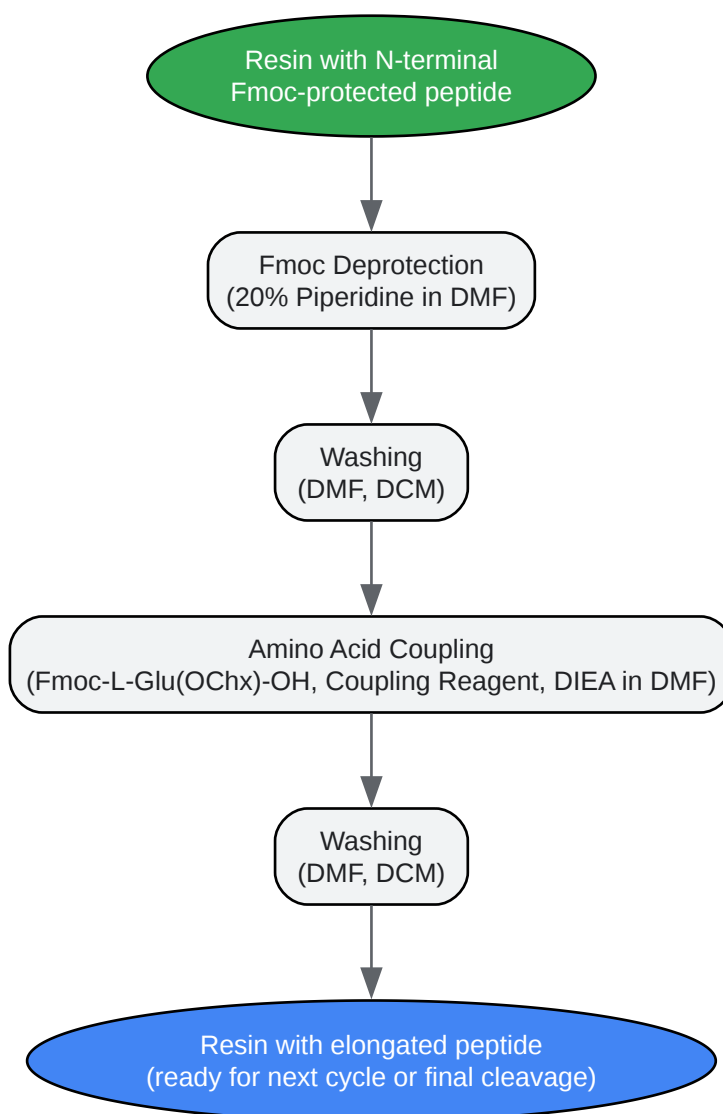 Resin with N-terminal
Fmoc-protected peptide
Fmoc Deprotection
(20% Piperidine in DMF)
Washing
(DMF, DCM)
Amino Acid Coupling
(Fmoc-L-Glu(OChx)-OH, Coupling Reagent, DIEA in DMF)
Washing
(DMF, DCM)
Resin with elongated peptide
(ready for next cycle or final cleavage)